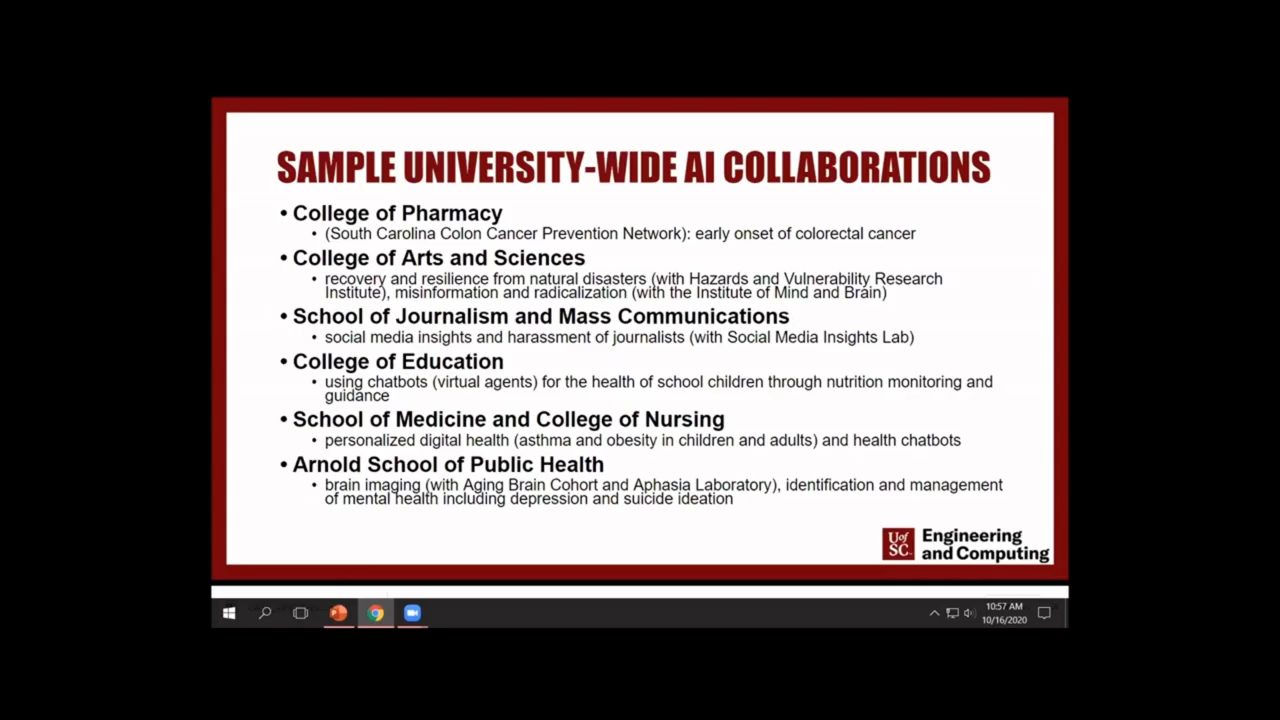 SAMPLE UNIVERSITY-WIDE AI COLLABORATIONS
• College of Pharmacy
• (South Carolina Colon Cancer Prevention Network): early onset of colorectal cancer
• College of Arts and Sciences
• recovery and resilience from natural disasters (with Hazards and Vulnerability Research
Institute), misinformation and radicalization (with the Institute of Mind and Brain)
• School of Journalism and Mass Communications
• social media insights and harassment of journalists (with Social Media Insights Lab)
• College of Education
• using chatbots (virtual agents) for the health of school children through nutrition monitoring and
guidance
• School of Medicine and College of Nursing
• personalized digital health (asthma and obesity in children and adults) and health chatbots
• Arnold School of Public Health
• brain imaging (with Aging Brain Cohort and Aphasia Laboratory), identification and management
of mental health including depression and suicide ideation
UofSC
Engineering
and Computing
10:57 AM
10/16/2020